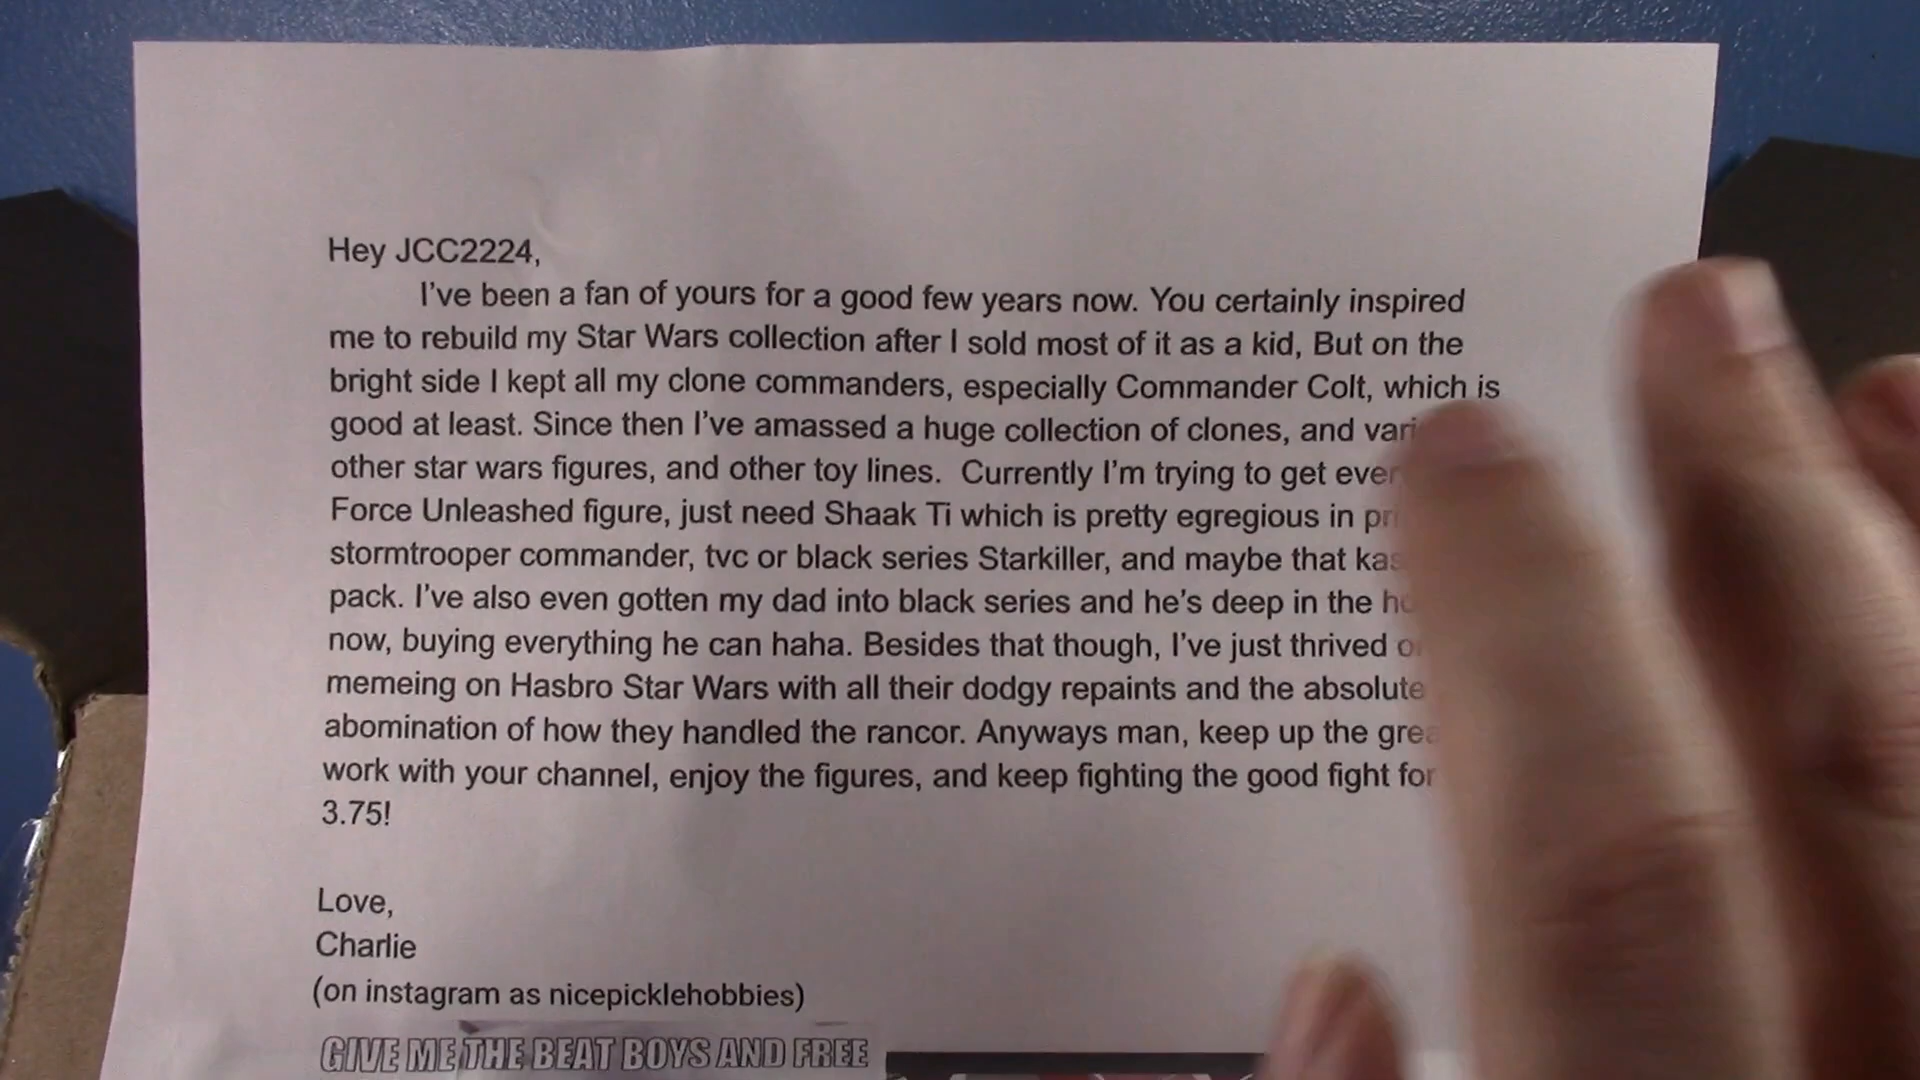 Hey JCC2224,
I've been a fan of yours for a good few years now. You certainly inspired
me to rebuild my Star Wars collection after I sold most of it as a kid, But on the
bright side I kept all my clone commanders, especially Commander Colt, which is
good at least. Since then I've amassed a huge collection of clones, and
other star wars figures, and other toy lines. Currently I'm trying to get
Force Unleashed figure, just need Shaak Ti which is pretty egregious in
stormtrooper commander, tvc or black series Starkiller, and maybe that
pack. I've also even gotten my dad into black series and he's deep in the
now, buying everything he can haha. Besides that though, I've just thrived
memeing on Hasbro Star Wars with all their dodgy repaints and the absolute
abomination of how they handled the rancor. Anyways man, keep up the
work with your channel, enjoy the figures, and keep fighting the good fight for
3.75!
Love,
Charlie
(on instagram as nicepicklehobbies)
GIVE ME THE BEAT BOYS AND FREE